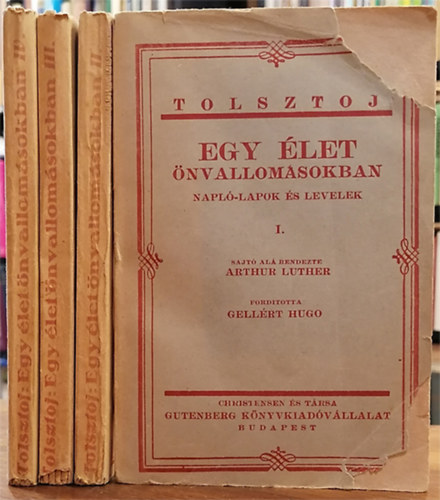 Tolsztoj: Egy élet önvallomásokban IV.
Tolsztoj: Egy élet önvallomásokban III.
Tolsztoj: Egy élet önvallomásokban II.
TOLSZTOJ
EGY ÉLET
ÖNVALLOMÁSOKBAN
NAPLÓ-LAPOK ÉS LEVELEK
I.
SAJTÓ ALÁ RENDEZTE
ARTHUR LUTHER
FORDÍTOTTA
GELLÉRT HUGO
CHRISTENSEN ÉS TÁRSA
GUTENBERG KÖNYVKIADÓVÁLLALAT
BUDAPEST